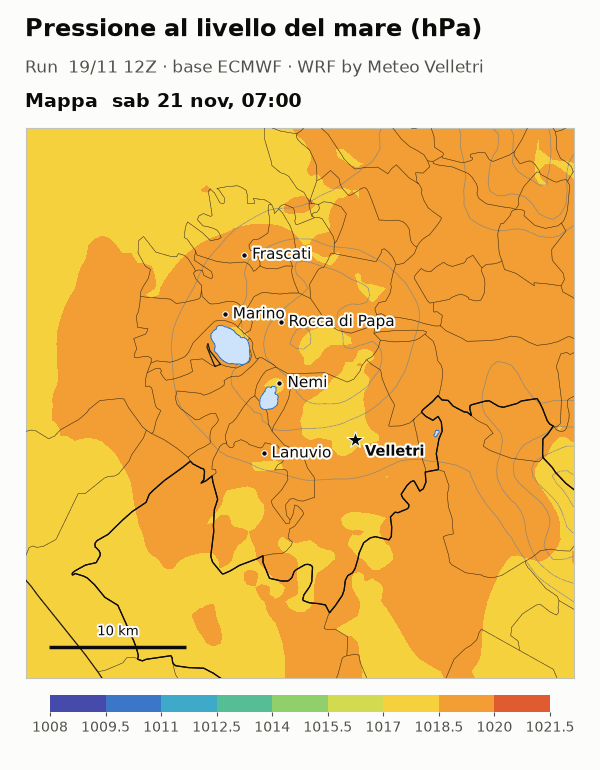 Pressione al livello del mare (hPa)
Run  19/11 12Z · base ECMWF · WRF by Meteo Velletri
Mappa  sab 21 nov, 07:00
Frascati
Marino
Rocca di Papa
Nemi
Velletri
Lanuvio
10 km
1008 1009.5 1011 1012.5 1014 1015.5 1017 1018.5 1020 1021.5